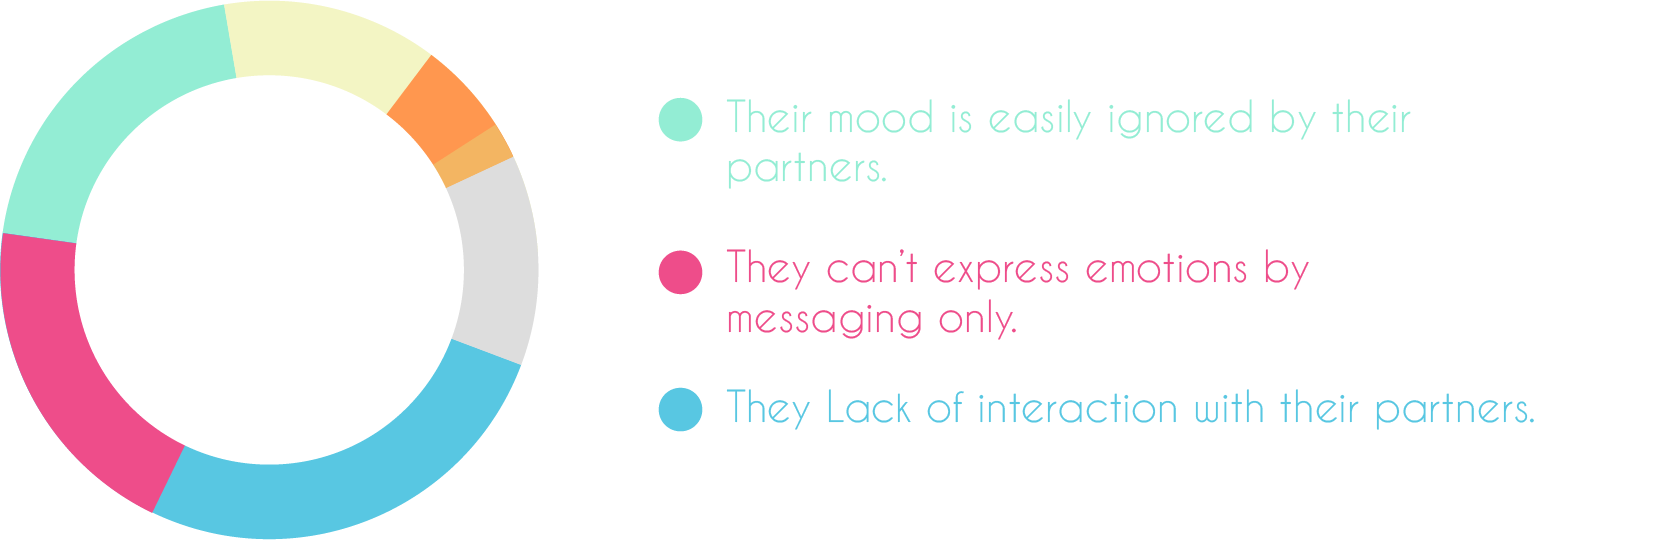 Their mood is easily ignored by their
partners.
They can’t express emotions by
messaging only.
They Lack of interaction with their partners.